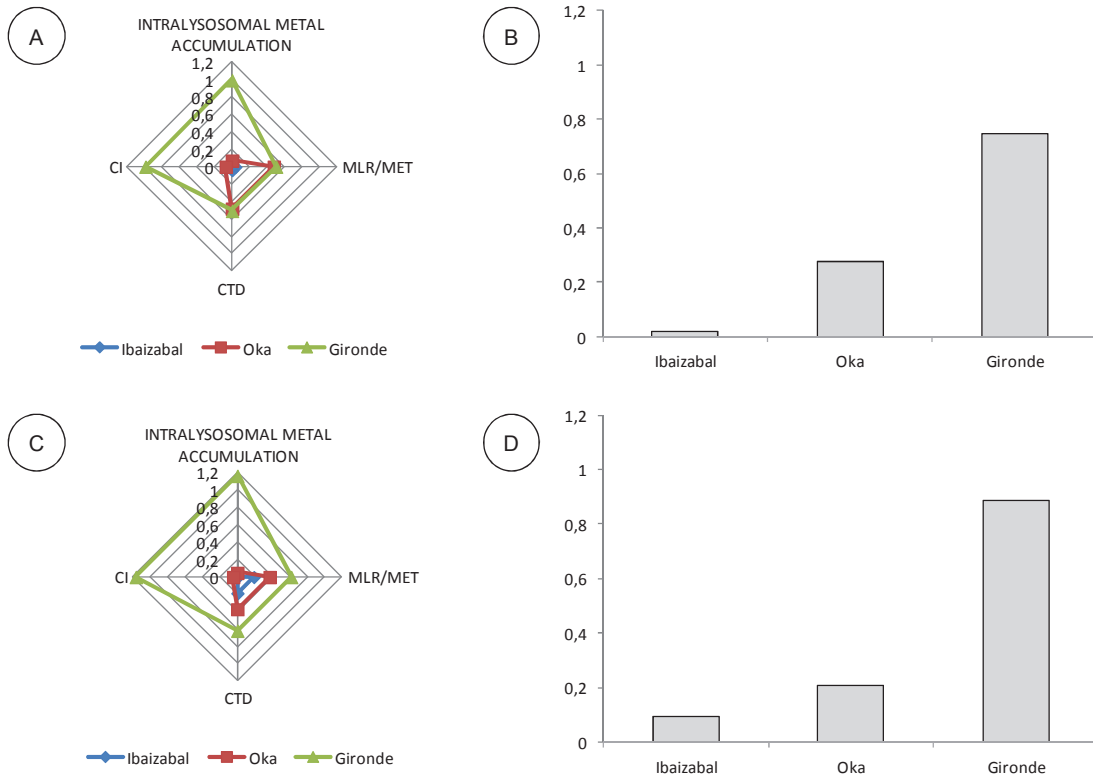 A
INTRALYSOSOMAL METAL
ACCUMULATION
1,2
1
0,8
0,6
0,4
0,2
0
CI
MLR/MET
CTD
Ibaizabal Oka Gironde
B
1,2
1
0,8
0,6
0,4
0,2
0
Ibaizabal Oka Gironde
C
INTRALYSOSOMAL METAL
ACCUMULATION
1,2
1
0,8
0,6
0,4
0,2
0
CI
MLR/MET
CTD
Ibaizabal Oka Gironde
D
1,2
1
0,8
0,6
0,4
0,2
0
Ibaizabal Oka Gironde